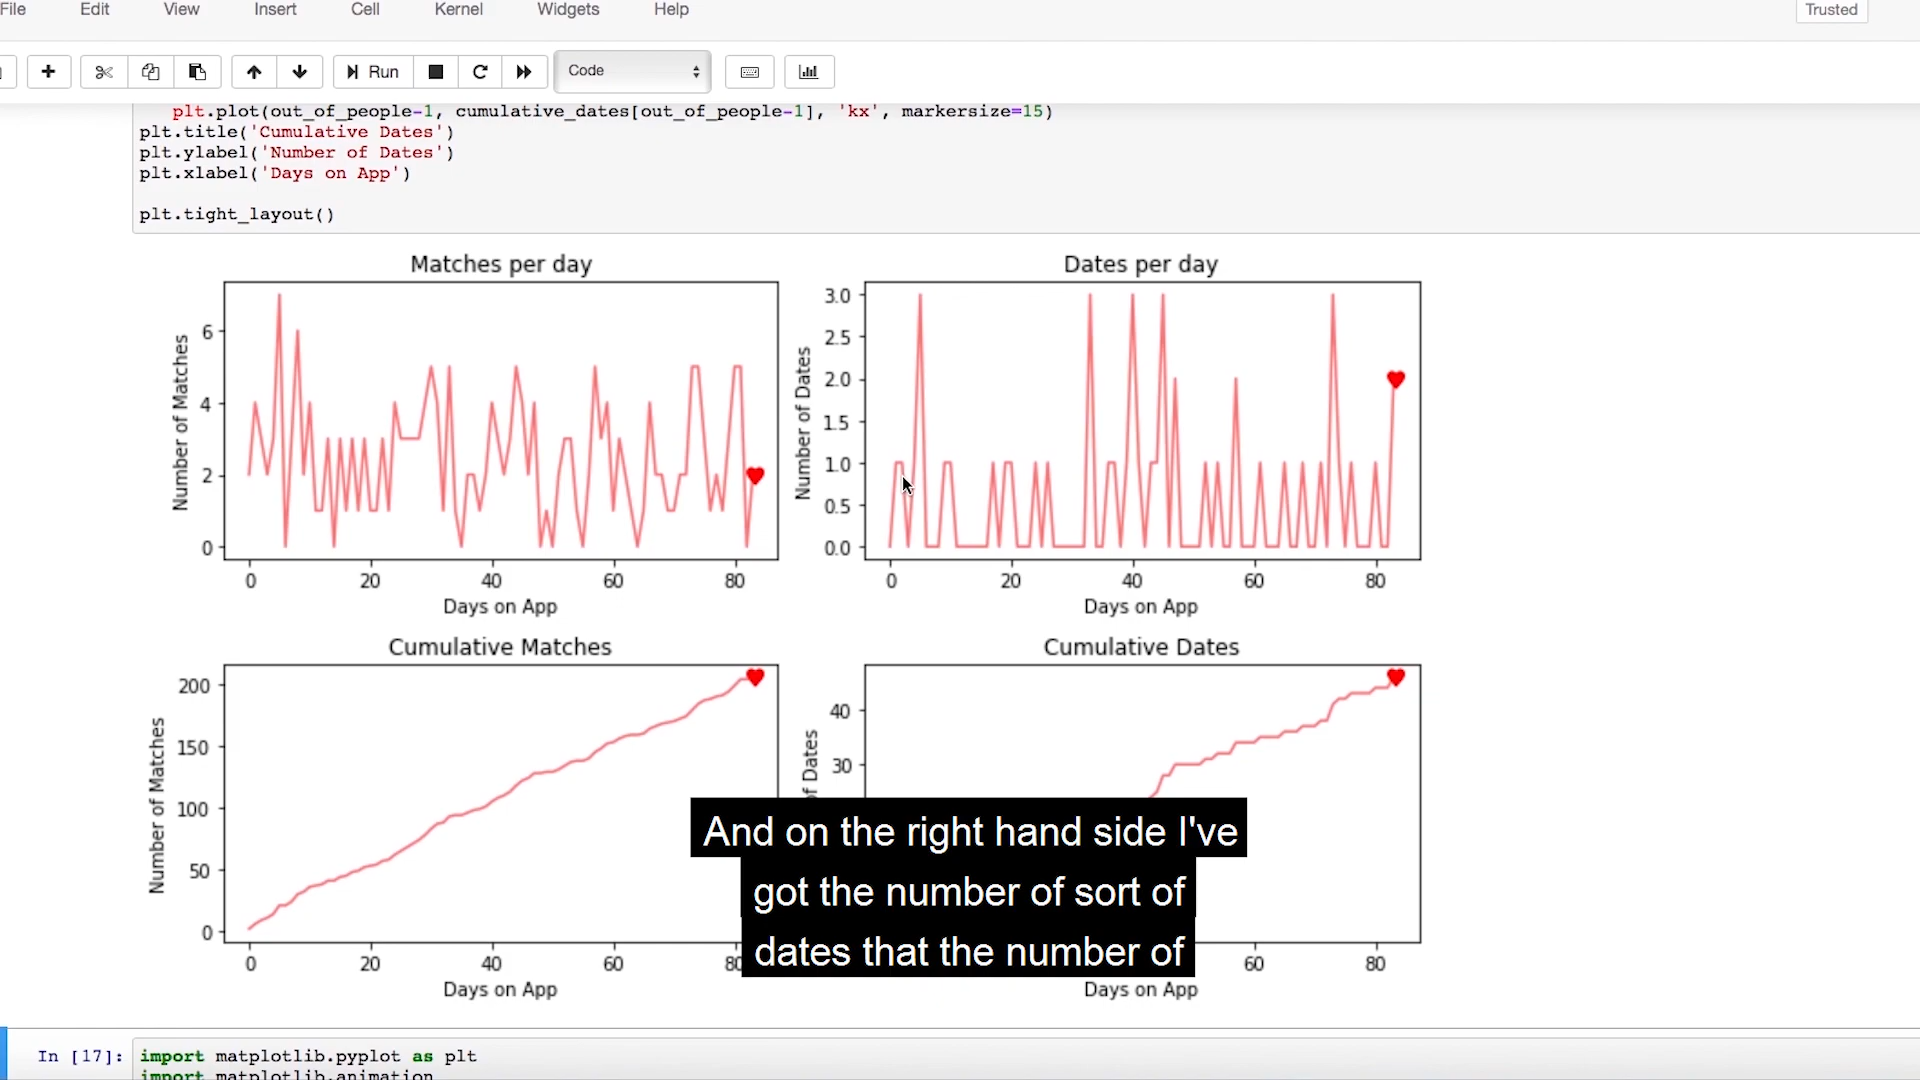 File Edit View Insert Cell Kernel Widgets Help Trusted
Run Code
plt.plot(out_of_people-1, cumulative_dates[out_of_people-1], 'kx', markersize=15)
plt.title('Cumulative Dates')
plt.ylabel('Number of Dates')
plt.xlabel('Days on App')
plt.tight_layout()
Matches per day
Number of Matches
6
4
2
0
0 20 40 60 80
Days on App
Dates per day
Number of Dates
3.0
2.5
2.0
1.5
1.0
0.5
0.0
0 20 40 60 80
Days on App
Cumulative Matches
Number of Matches
200
150
100
50
0
0 20 40 60
Days on App
Cumulative Dates
of Dates
40
30
60 80
Days on App
And on the right hand side I've
got the number of sort of
dates that the number of
In [17]: import matplotlib.pyplot as plt
import matplotlib.animation